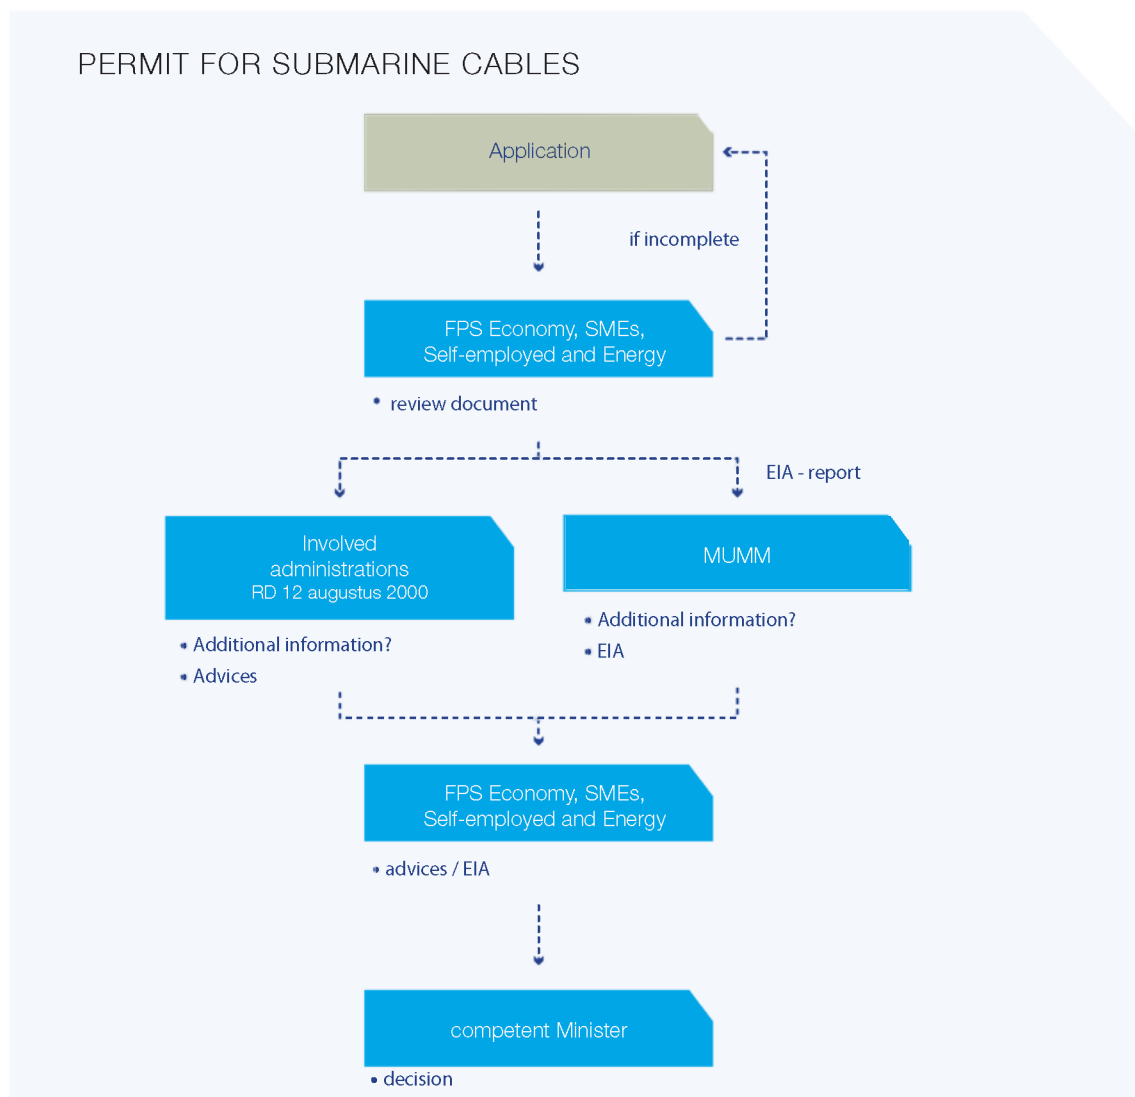 PERMIT FOR SUBMARINE CABLES
Application
if incomplete
FPS Economy, SMEs,
Self-employed and Energy
• review document
EIA - report
Involved
administrations
RD 12 augustus 2000
• Additional information?
• Advices
MUMM
• Additional information?
• EIA
FPS Economy, SMEs,
Self-employed and Energy
• advices / EIA
competent Minister
• decision